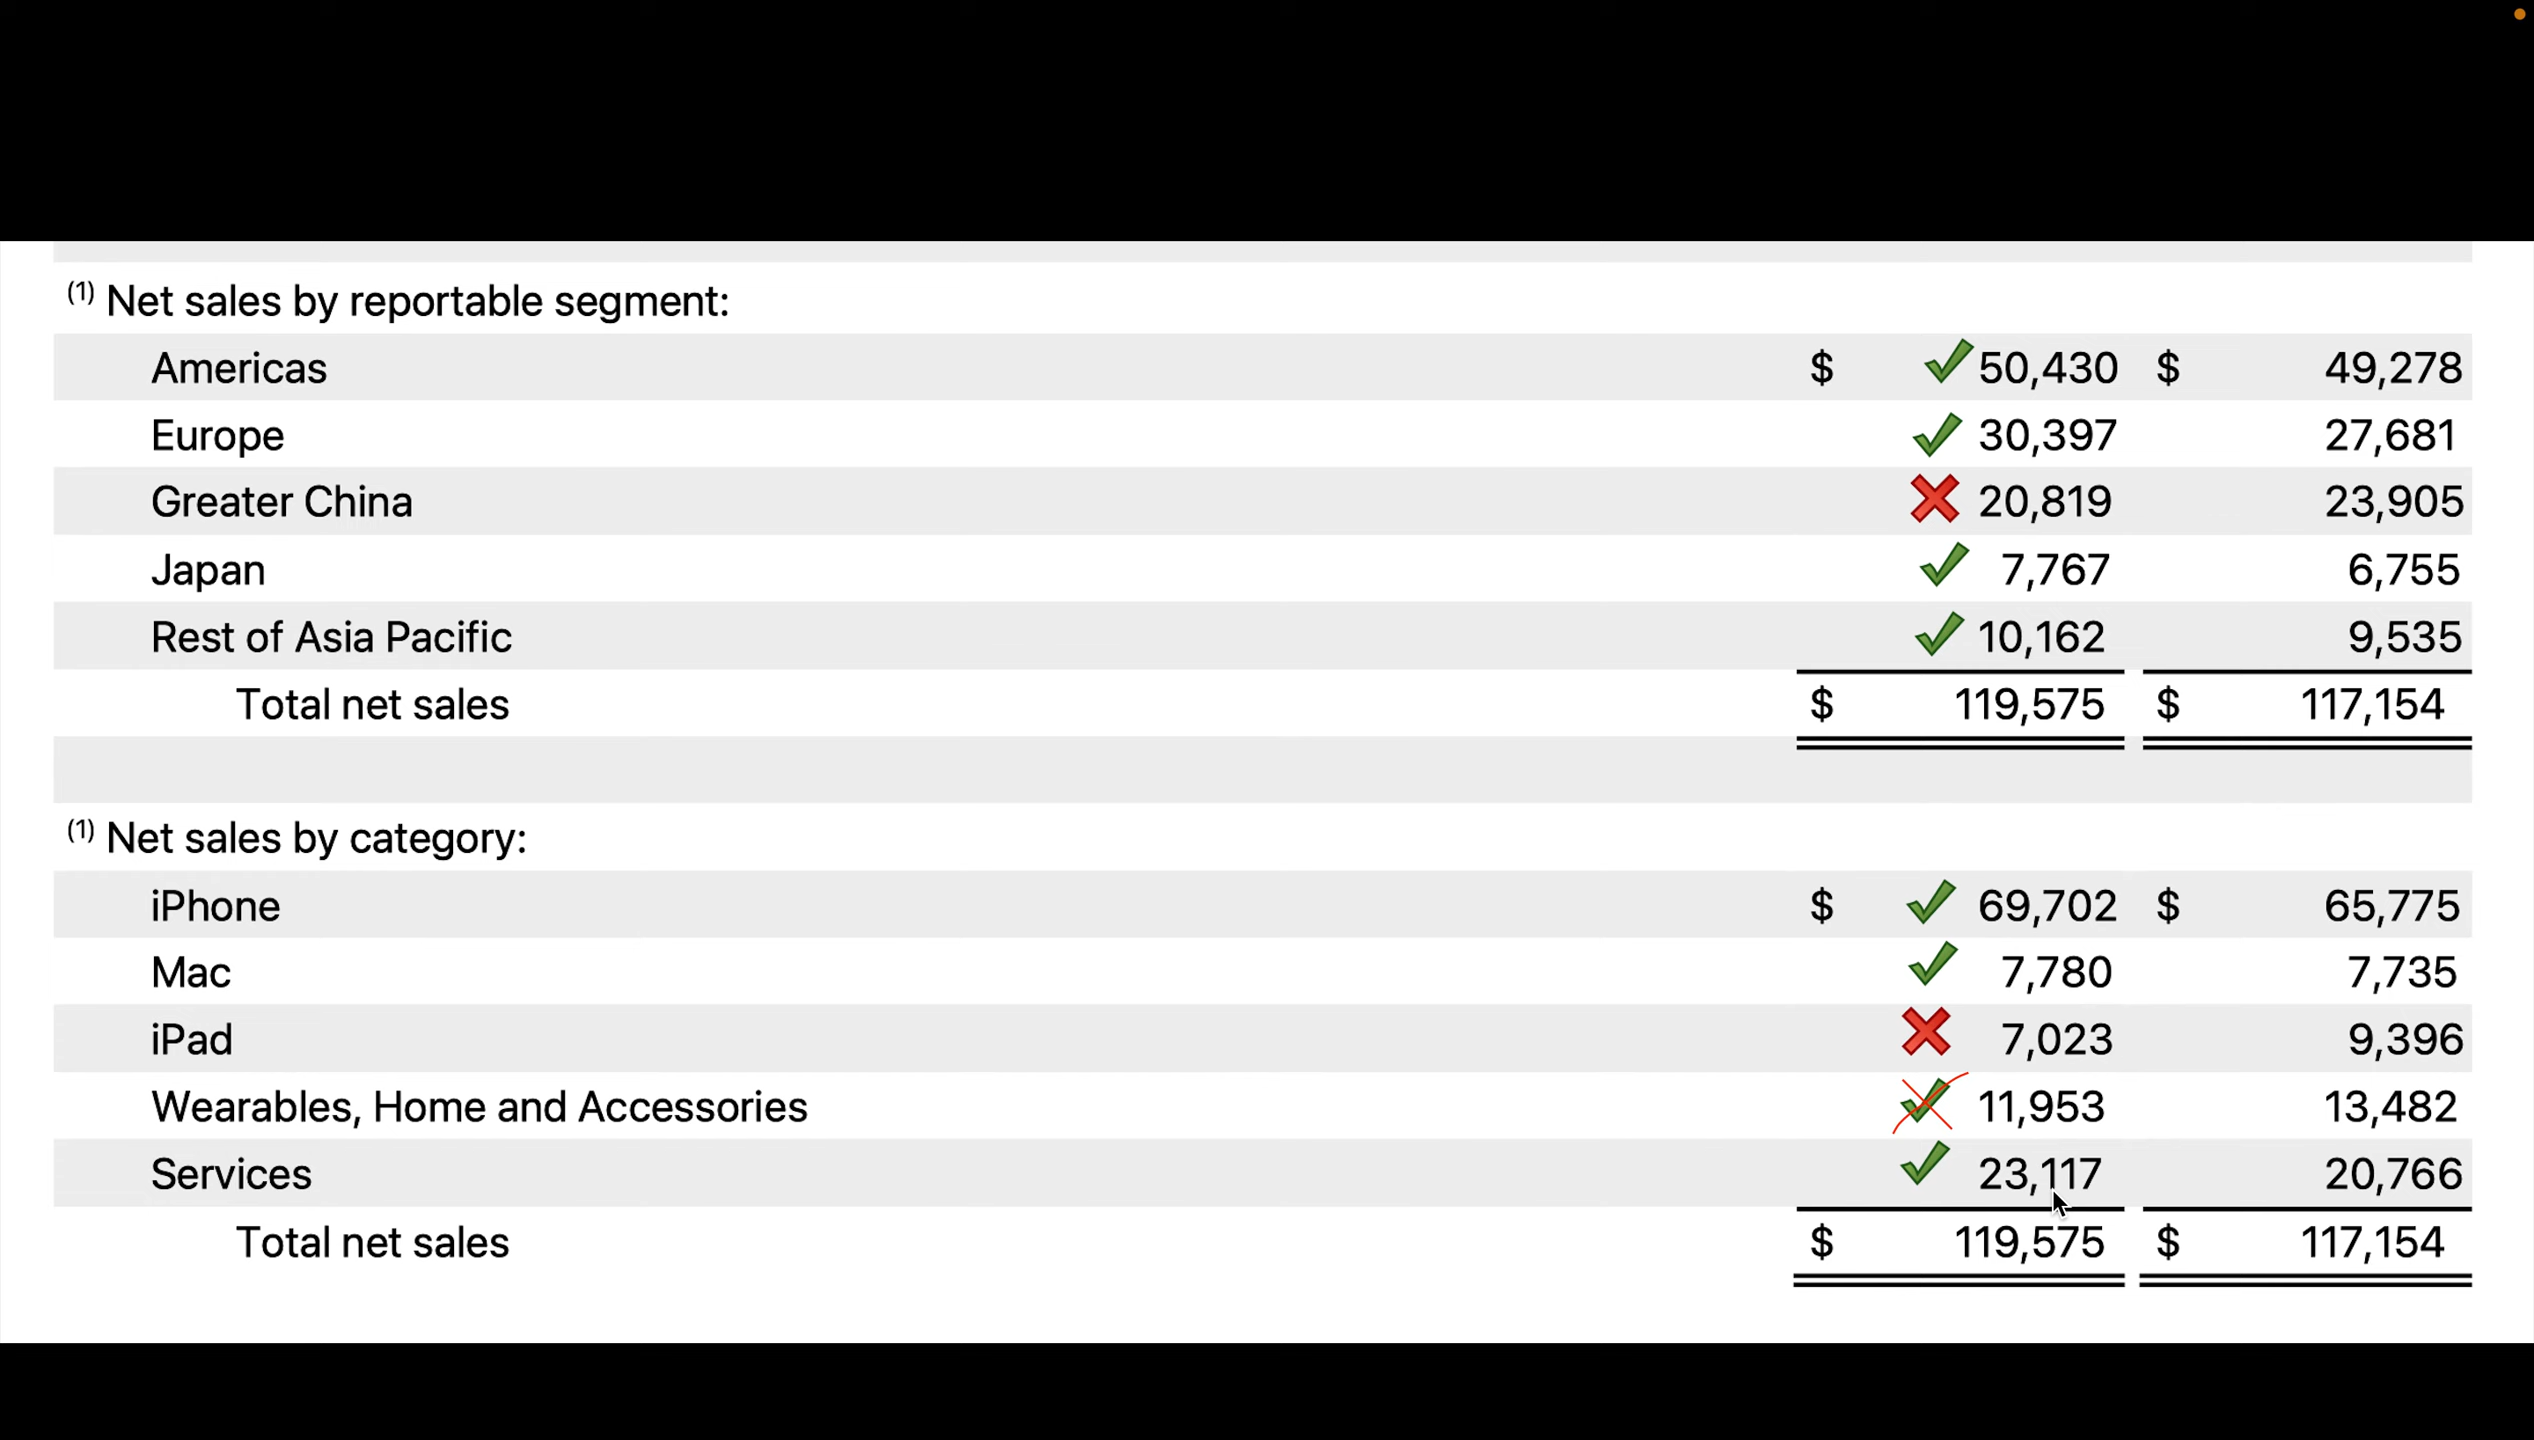 (1) Net sales by reportable segment:
Americas $ 50,430 $ 49,278
Europe 30,397 27,681
Greater China 20,819 23,905
Japan 7,767 6,755
Rest of Asia Pacific 10,162 9,535
Total net sales $ 119,575 $ 117,154
(1) Net sales by category:
iPhone $ 69,702 $ 65,775
Mac 7,780 7,735
iPad 7,023 9,396
Wearables, Home and Accessories 11,953 13,482
Services 23,117 20,766
Total net sales $ 119,575 $ 117,154